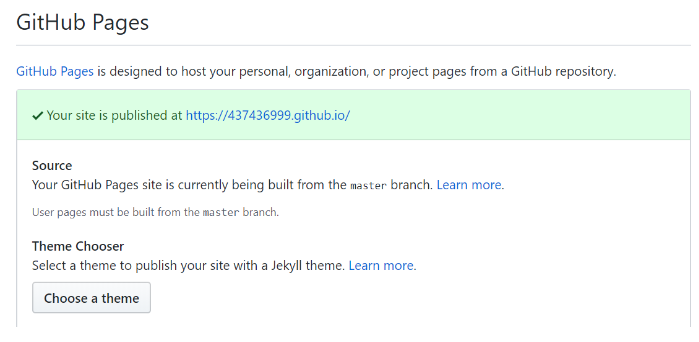 GitHub Pages
GitHub Pages is designed to host your personal, organization, or project pages from a GitHub repository.
✔ Your site is published at https://437436999.github.io/
Source
Your GitHub Pages site is currently being built from the master branch. Learn more.
User pages must be built from the master branch.
Theme Chooser
Select a theme to publish your site with a Jekyll theme. Learn more.
Choose a theme